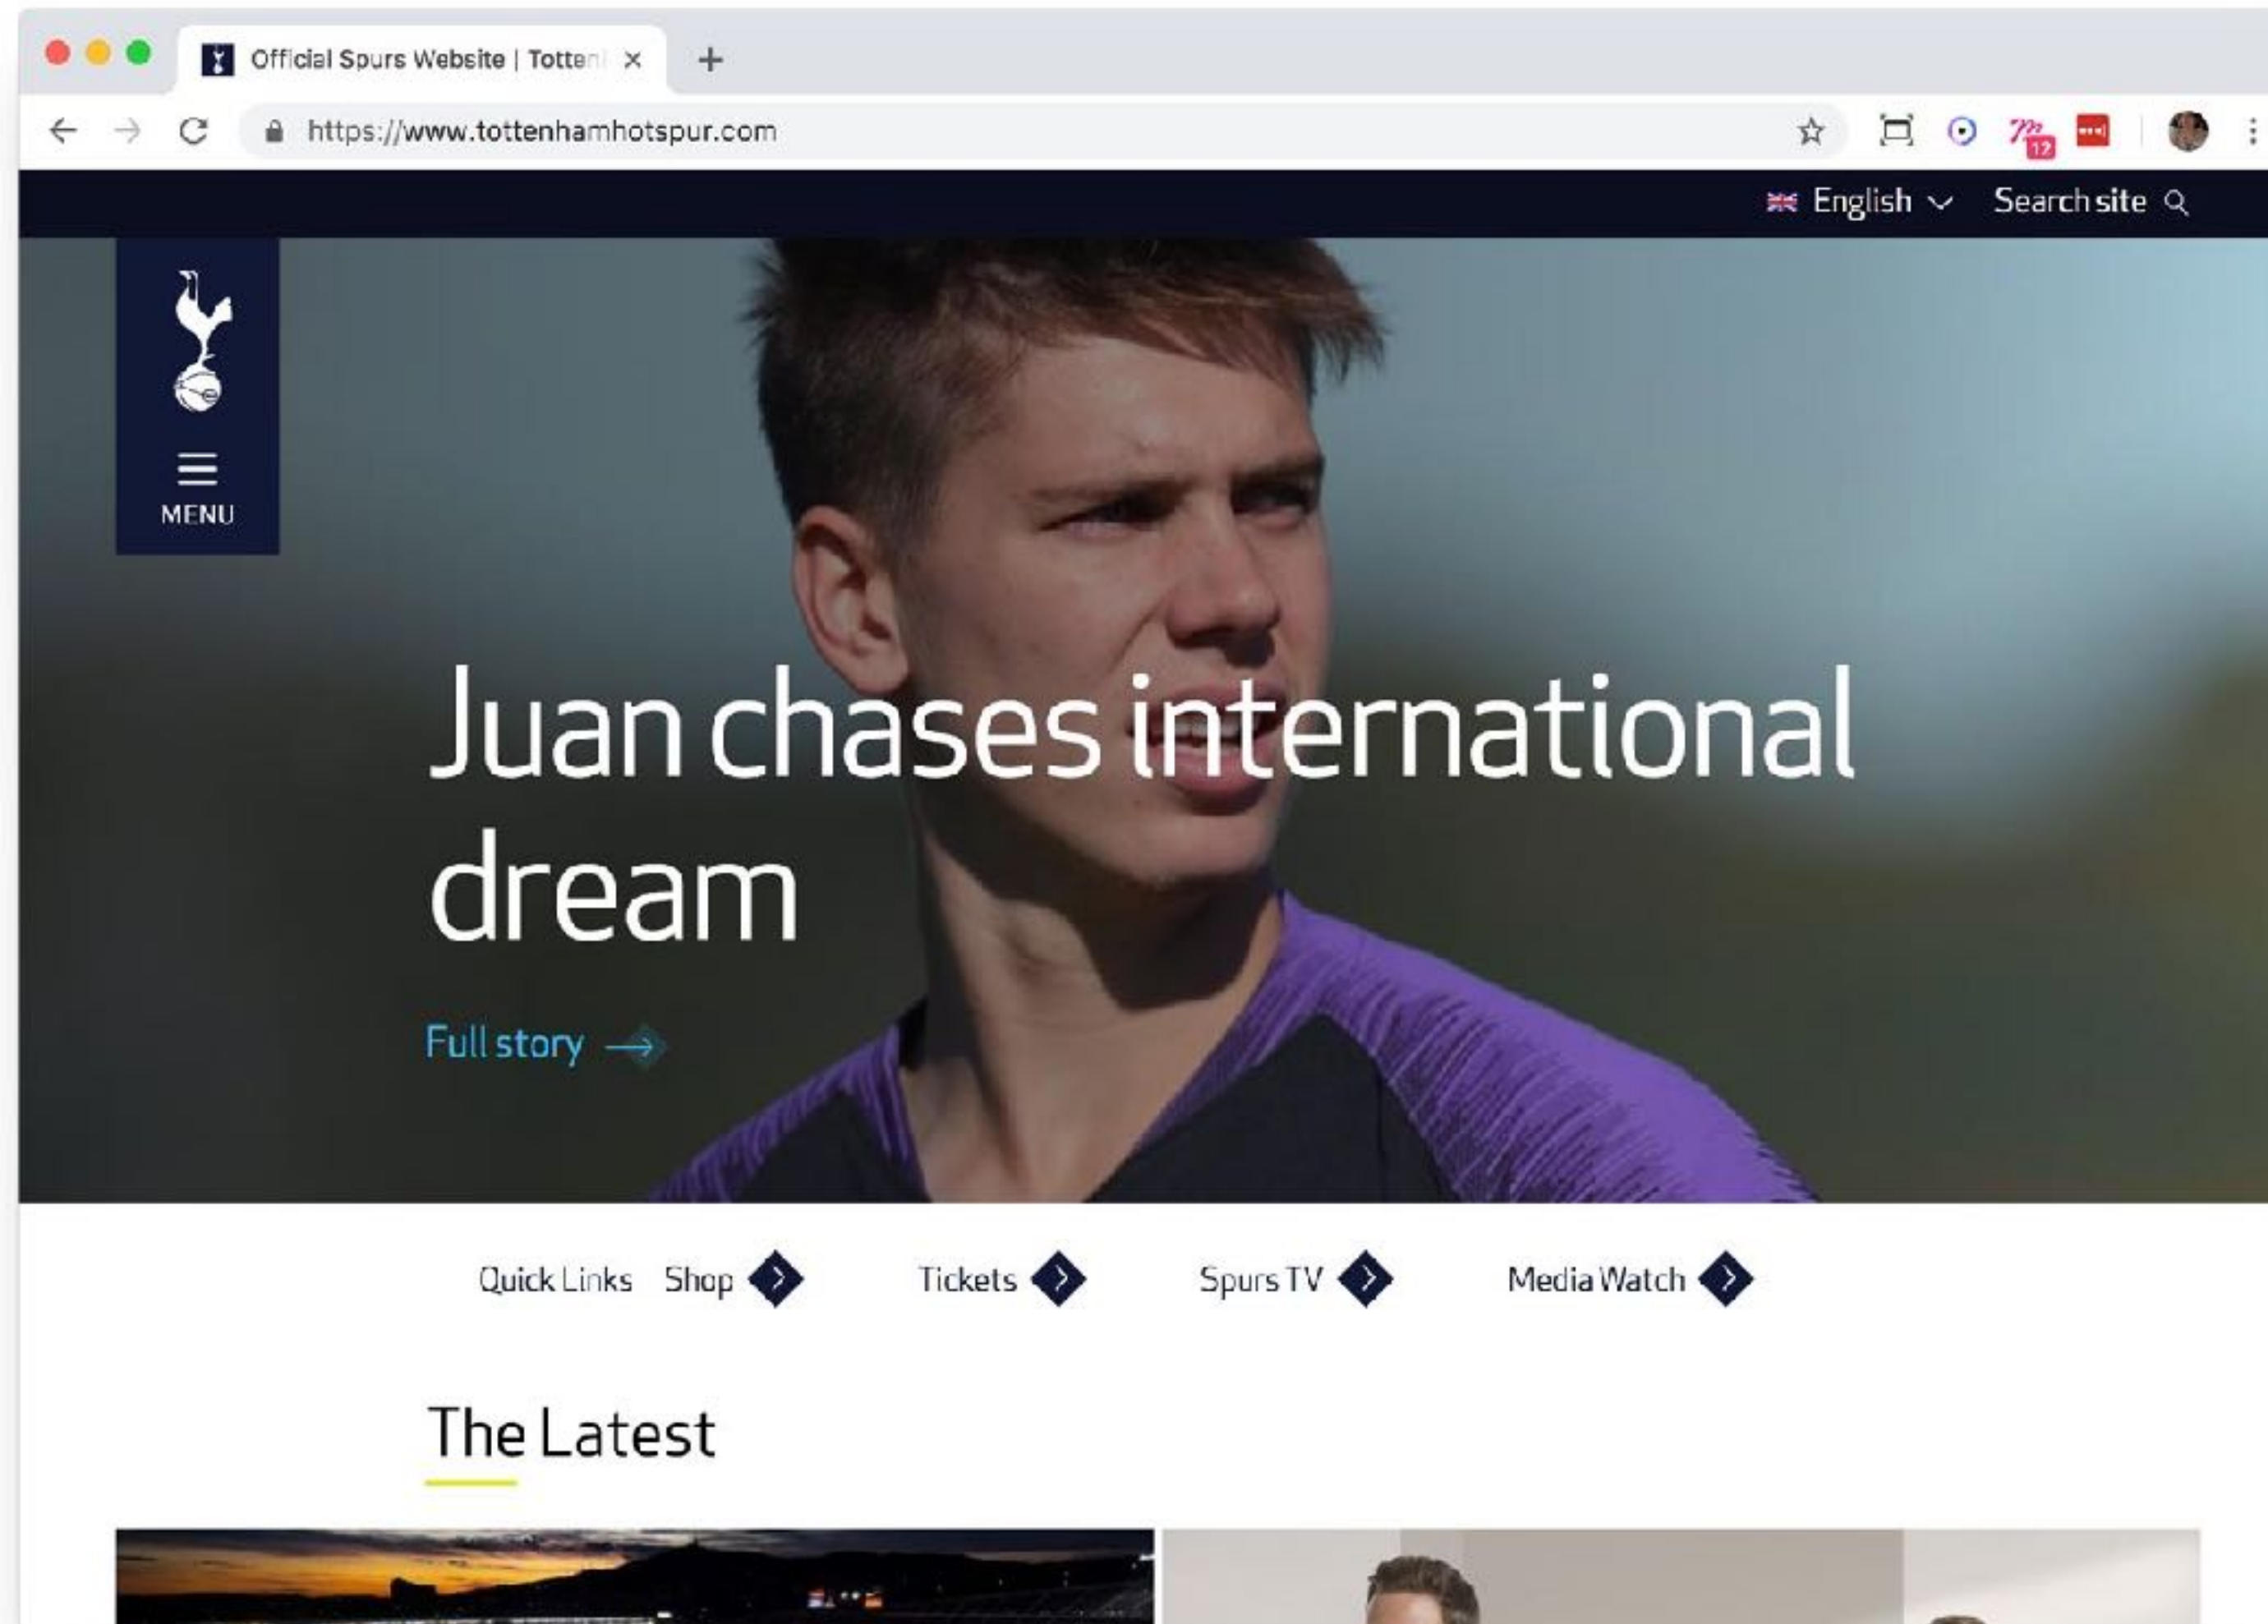 Official Spurs Website | Totten
https://www.tottenhamhotspur.com
12
English Search site
MENU
Juan chases international
dream
Full story
Quick Links Shop Tickets Spurs TV Media Watch
The Latest